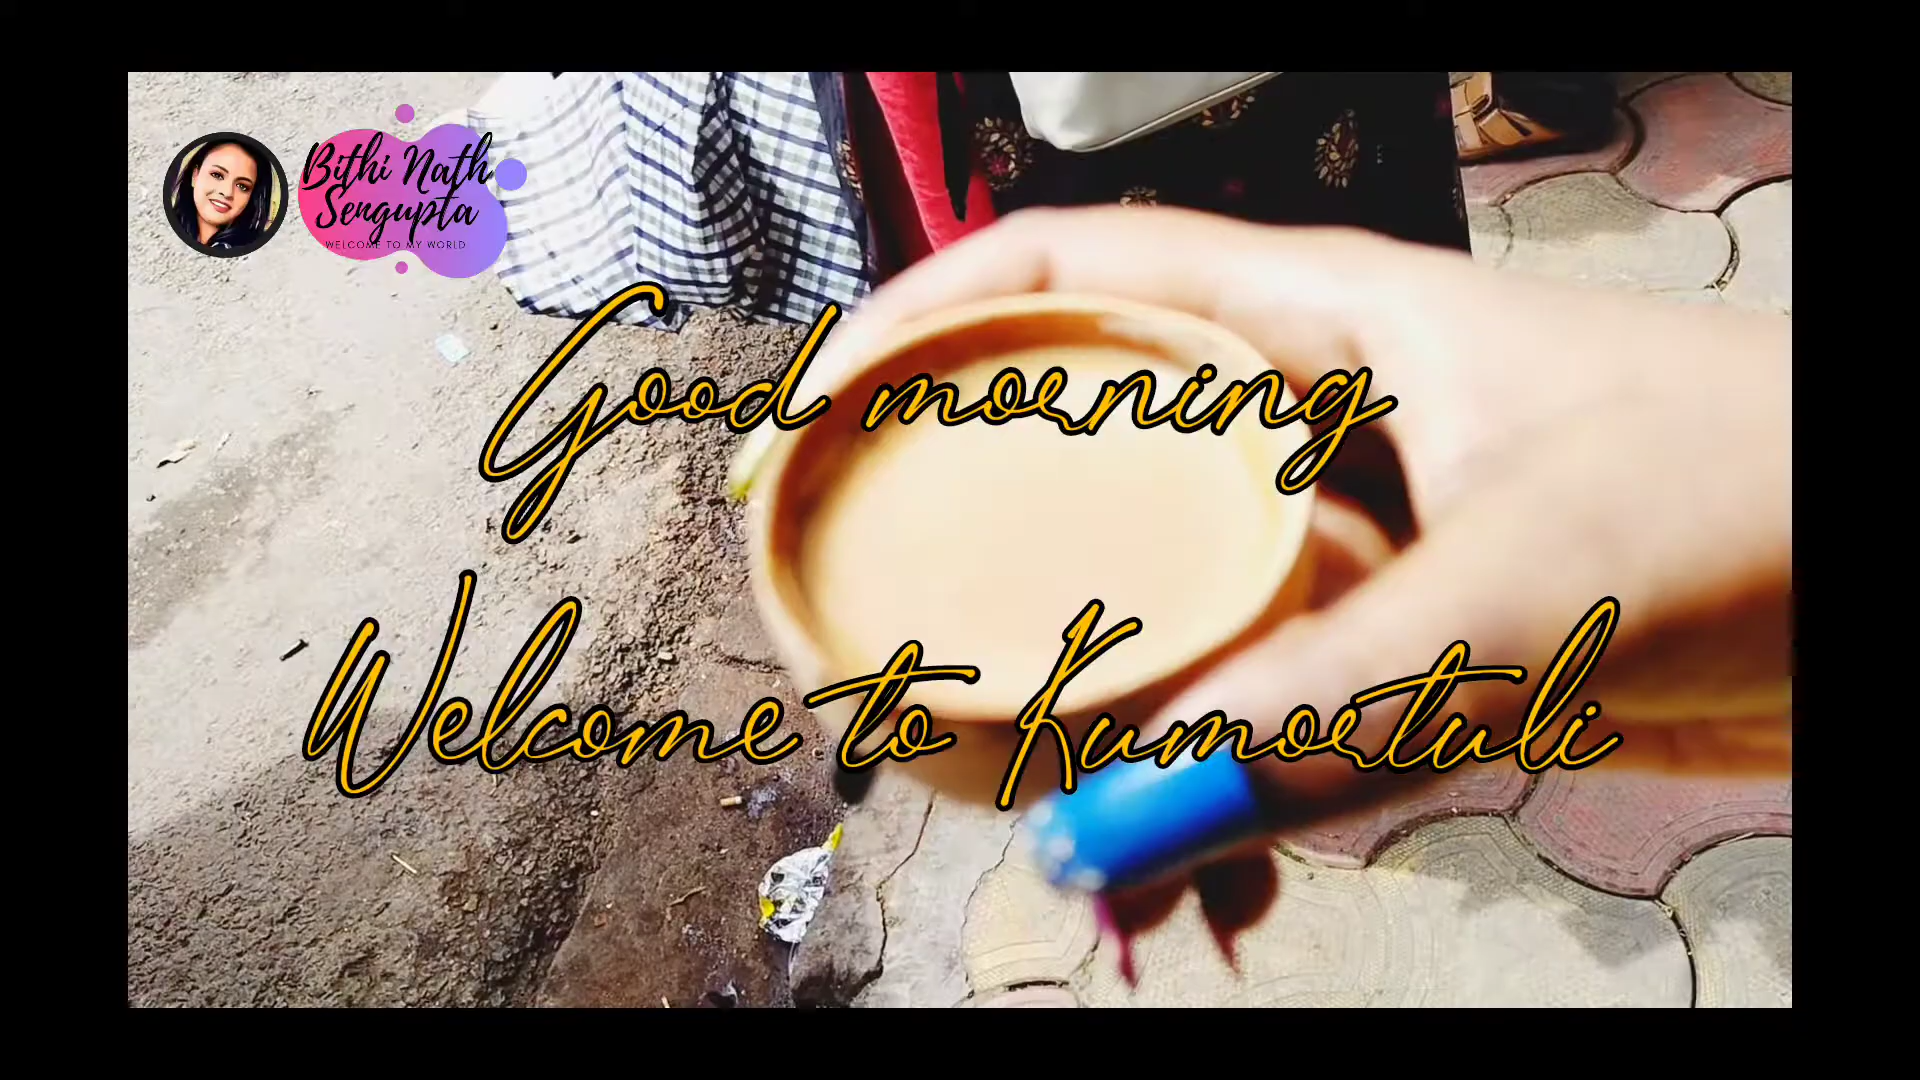 Bithi Nath
Sengupta
WELCOME TO MY WORLD
Good morning
Welcome to Kumortuli